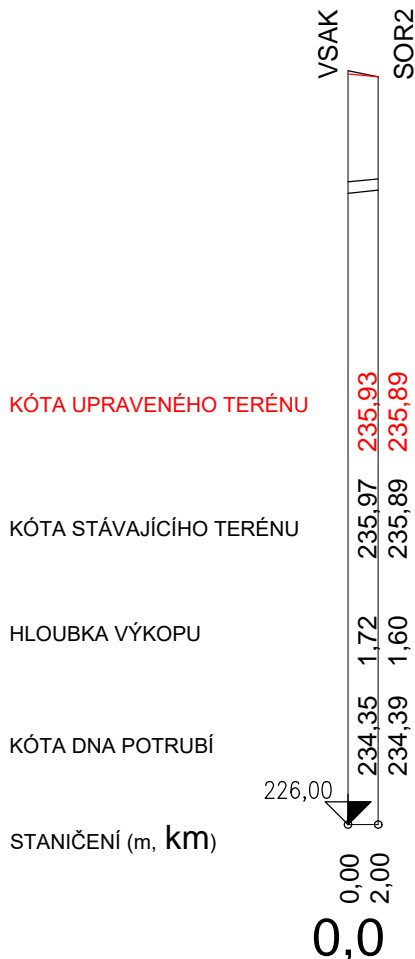 VSAK SOR2
KÓTA UPRAVENÉHO TERÉNU 235,93 235,89
KÓTA STÁVAJÍCÍHO TERÉNU 235,97 235,89
HLOUBKA VÝKOPU 1,72 1,60
KÓTA DNA POTRUBÍ 234,35 234,39
226,00
STANIČENÍ (m, km) 0,00 2,00
0,0